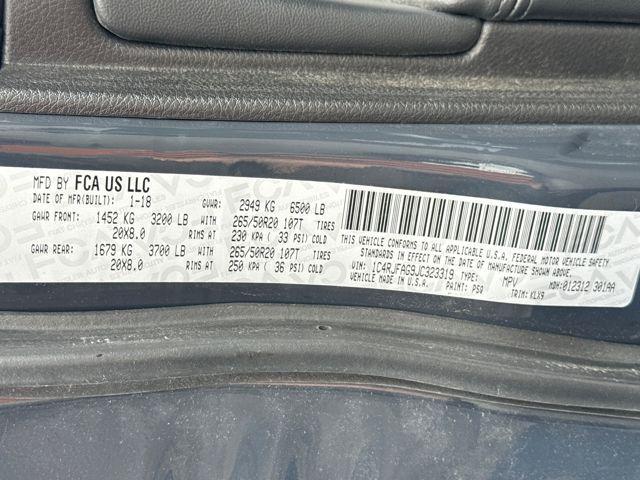 MFD BY FCA US LLC
DATE OF MFR(BUILT): 1-18 GVWR: 2949 KG 6500 LB
GAWR FRONT: 1452 KG 3200 LB WITH 265/50R20 107T TIRES
20X8.0 RIMS AT 230 KPA ( 33 PSI) COLD
GAWR REAR: 1679 KG 3700 LB WITH 265/50R20 107T TIRES
20X8.0 RIMS AT 250 KPA ( 36 PSI) COLD
THIS VEHICLE CONFORMS TO ALL APPLICABLE U.S.A. FEDERAL MOTOR VEHICLE SAFETY
STANDARDS IN EFFECT ON THE DATE OF MANUFACTURE SHOWN ABOVE.
VIN: 1C4RJFAG9JC323319 TYPE: MPV MDH: 012312 301AA
VEHICLE MADE IN U.S.A. PAINT: PSQ TRIM: KLX9